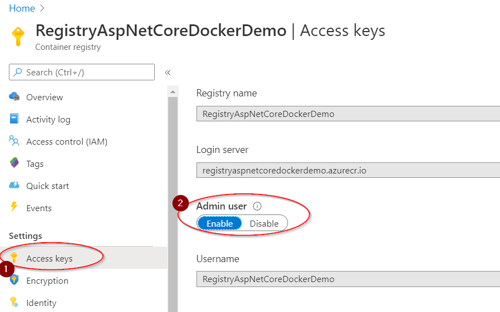 Home >
RegistryAspNetCoreDockerDemo | Access keys
Container registry
Search (Ctrl+/)
«
Overview
Activity log
Access control (IAM)
Tags
Quick start
Events
Settings
1
Access keys
Encryption
Identity
Registry name
RegistryAspNetCoreDockerDemo
Login server
registryaspnetcoredockerdemo.azurecr.io
2
Admin user
Enable Disable
Username
RegistryAspNetCoreDockerDemo